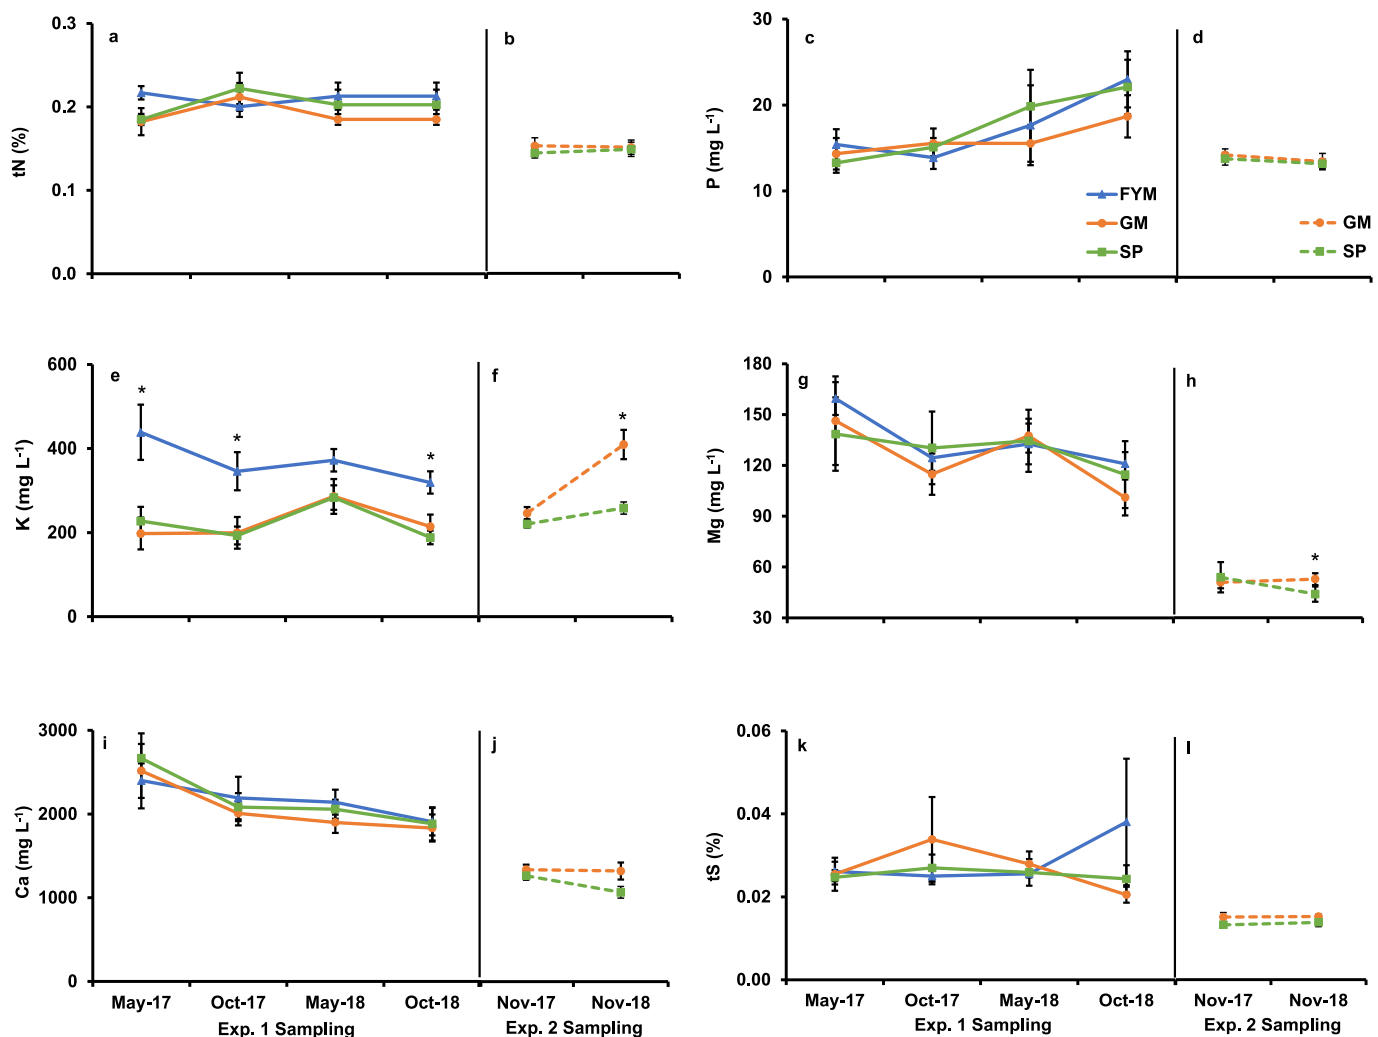 0.3
0.2
0.1
0.0
tN (%)
a
b
30
20
10
0
P (mg L⁻¹)
c
d
FYM
GM
SP
GM
SP
600
400
200
0
K (mg L⁻¹)
e
*
*
*
f
*
180
150
120
90
60
30
Mg (mg L⁻¹)
g
h
*
3000
2000
1000
0
Ca (mg L⁻¹)
i
j
May-17 Oct-17 May-18 Oct-18 Nov-17 Nov-18
Exp. 1 Sampling Exp. 2 Sampling
0.06
0.04
0.02
0.00
tS (%)
k
l
May-17 Oct-17 May-18 Oct-18 Nov-17 Nov-18
Exp. 1 Sampling Exp. 2 Sampling